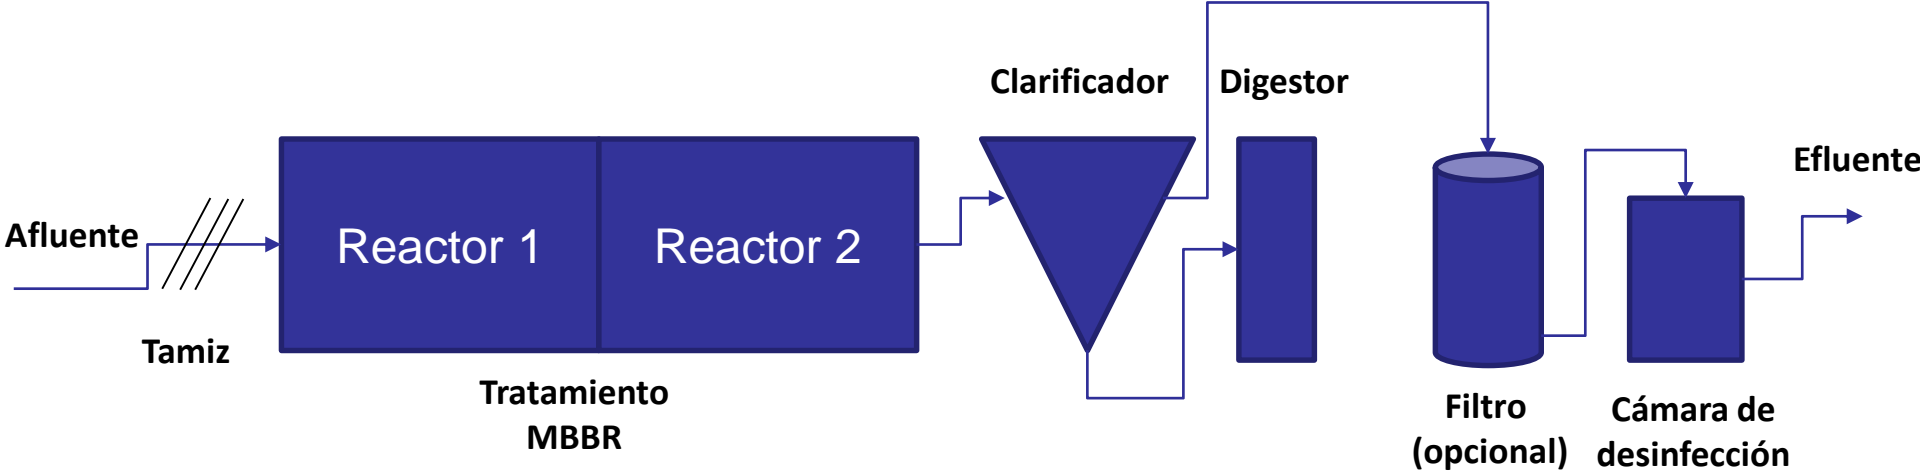 Clarificador
Digestor
Afluente
Reactor 1
Reactor 2
Efluente
Tamiz
Tratamiento
MBBR
Filtro
(opcional)
Cámara de
desinfección